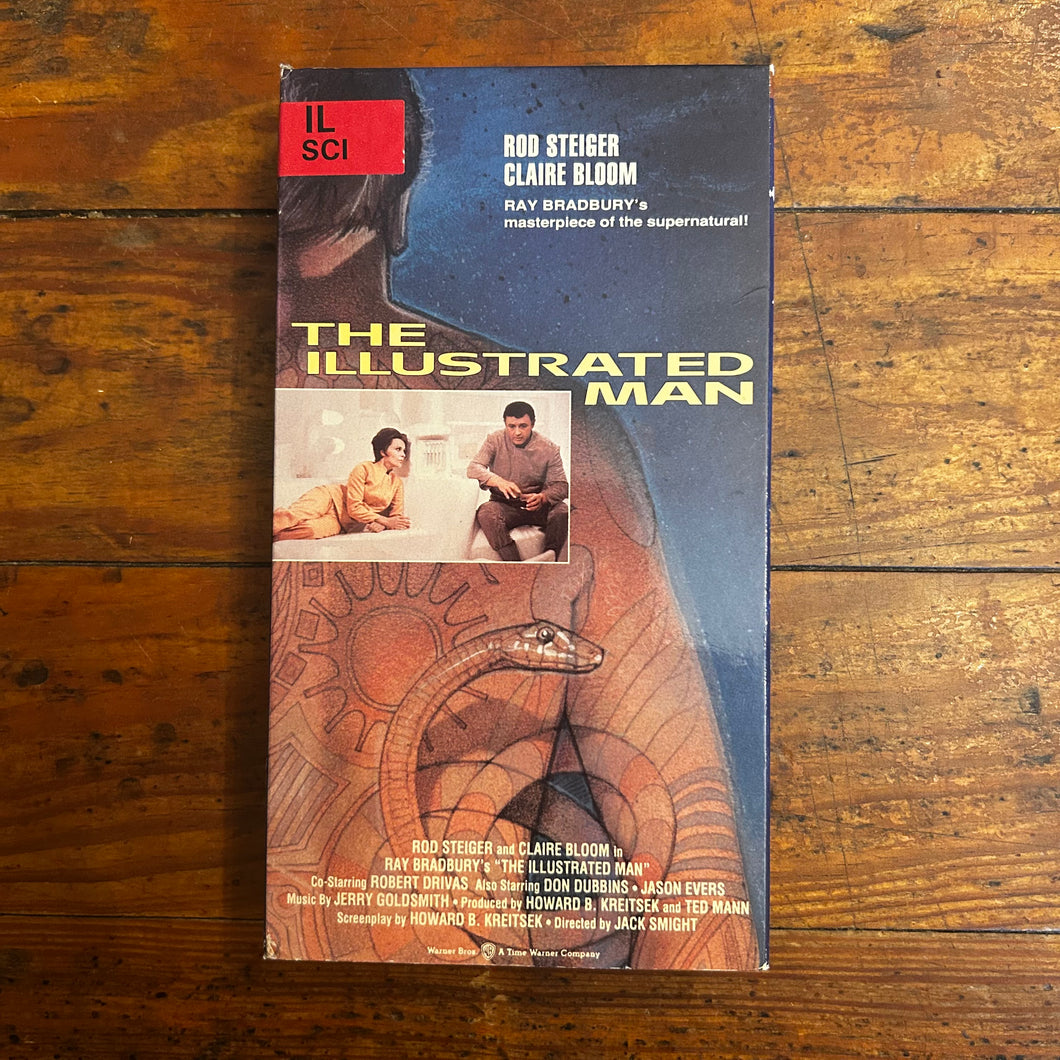 IL
SCI
ROD STEIGER
CLAIRE BLOOM
RAY BRADBURY's
masterpiece of the supernatural!
THE
ILLUSTRATED
MAN
ROD STEIGER and CLAIRE BLOOM in
RAY BRADBURY's "THE ILLUSTRATED MAN"
Co-Starring ROBERT DRIVAS Also Starring DON DUBBINS • JASON EVERS
Music By JERRY GOLDSMITH • Produced by HOWARD B. KREITSEK and TED MANN
Screenplay by HOWARD B. KREITSEK • Directed by JACK SMIGHT
Warner Bros. WB A Time Warner Company